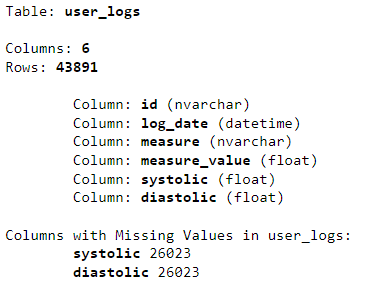 Table: user_logs
Columns: 6
Rows: 43891
Column: id (nvarchar)
Column: log_date (datetime)
Column: measure (nvarchar)
Column: measure_value (float)
Column: systolic (float)
Column: diastolic (float)
Columns with Missing Values in user_logs:
systolic 26023
diastolic 26023